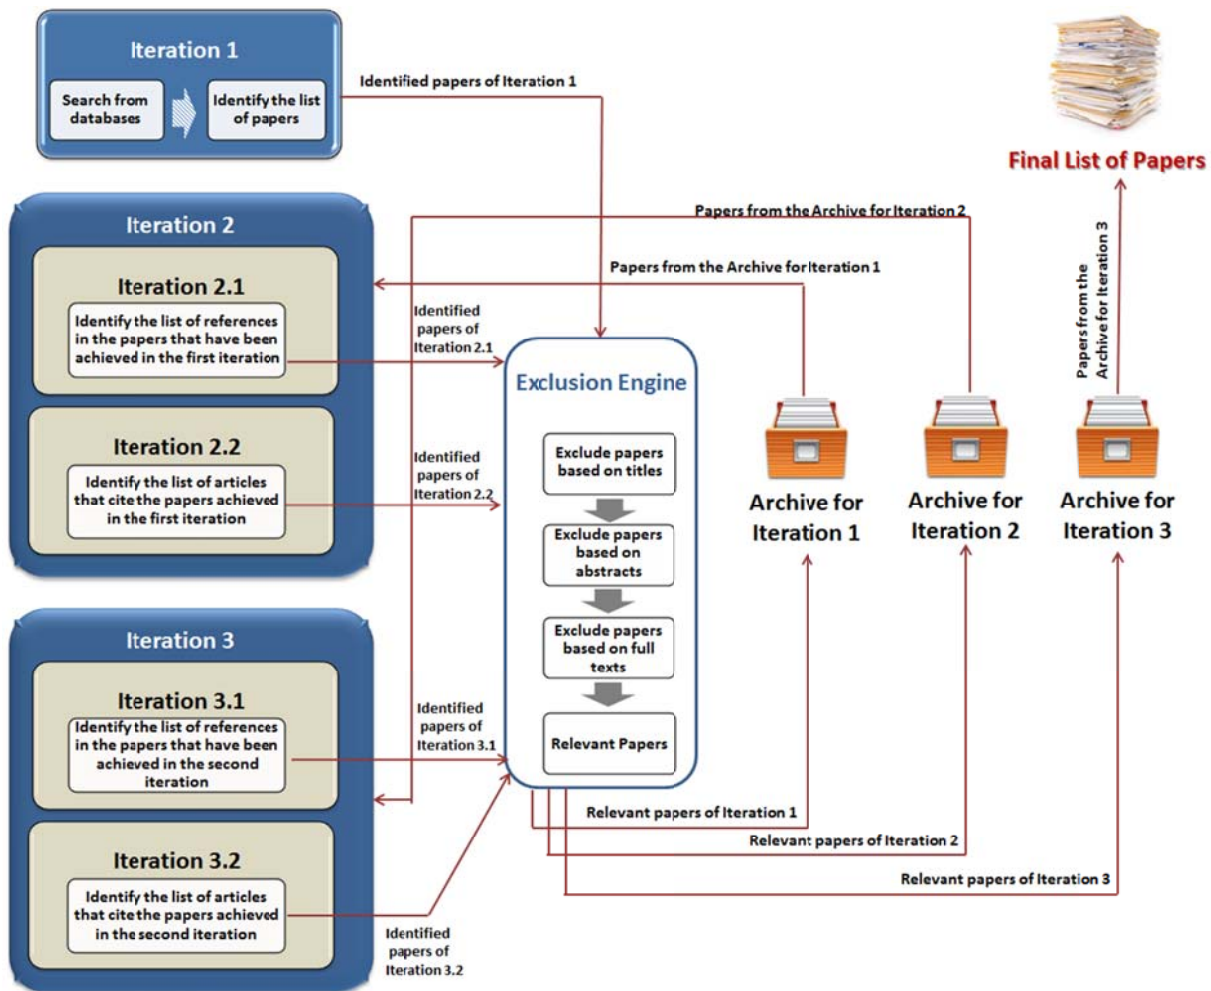 Iteration 1
Search from
databases
Identify the list
of papers
Identified papers of Iteration 1
Final List of Papers
Iteration 2
Iteration 2.1
Identify the list of references
in the papers that have been
achieved in the first iteration
Iteration 2.2
Identify the list of articles
that cite the papers achieved
in the first iteration
Papers from the Archive for Iteration 2
Papers from the Archive for Iteration 1
Papers from the
Archive for Iteration 3
Identified
papers of
Iteration 2.1
Identified
papers of
Iteration 2.2
Exclusion Engine
Exclude papers
based on titles
Exclude papers
based on
abstracts
Exclude papers
based on full
texts
Relevant Papers
Archive for
Iteration 1
Archive for
Iteration 2
Archive for
Iteration 3
Iteration 3
Iteration 3.1
Identify the list of references
in the papers that have been
achieved in the second
iteration
Iteration 3.2
Identify the list of articles
that cite the papers achieved
in the second iteration
Identified
papers of
Iteration 3.1
Identified
papers of
Iteration 3.2
Relevant papers of Iteration 1
Relevant papers of Iteration 2
Relevant papers of Iteration 3